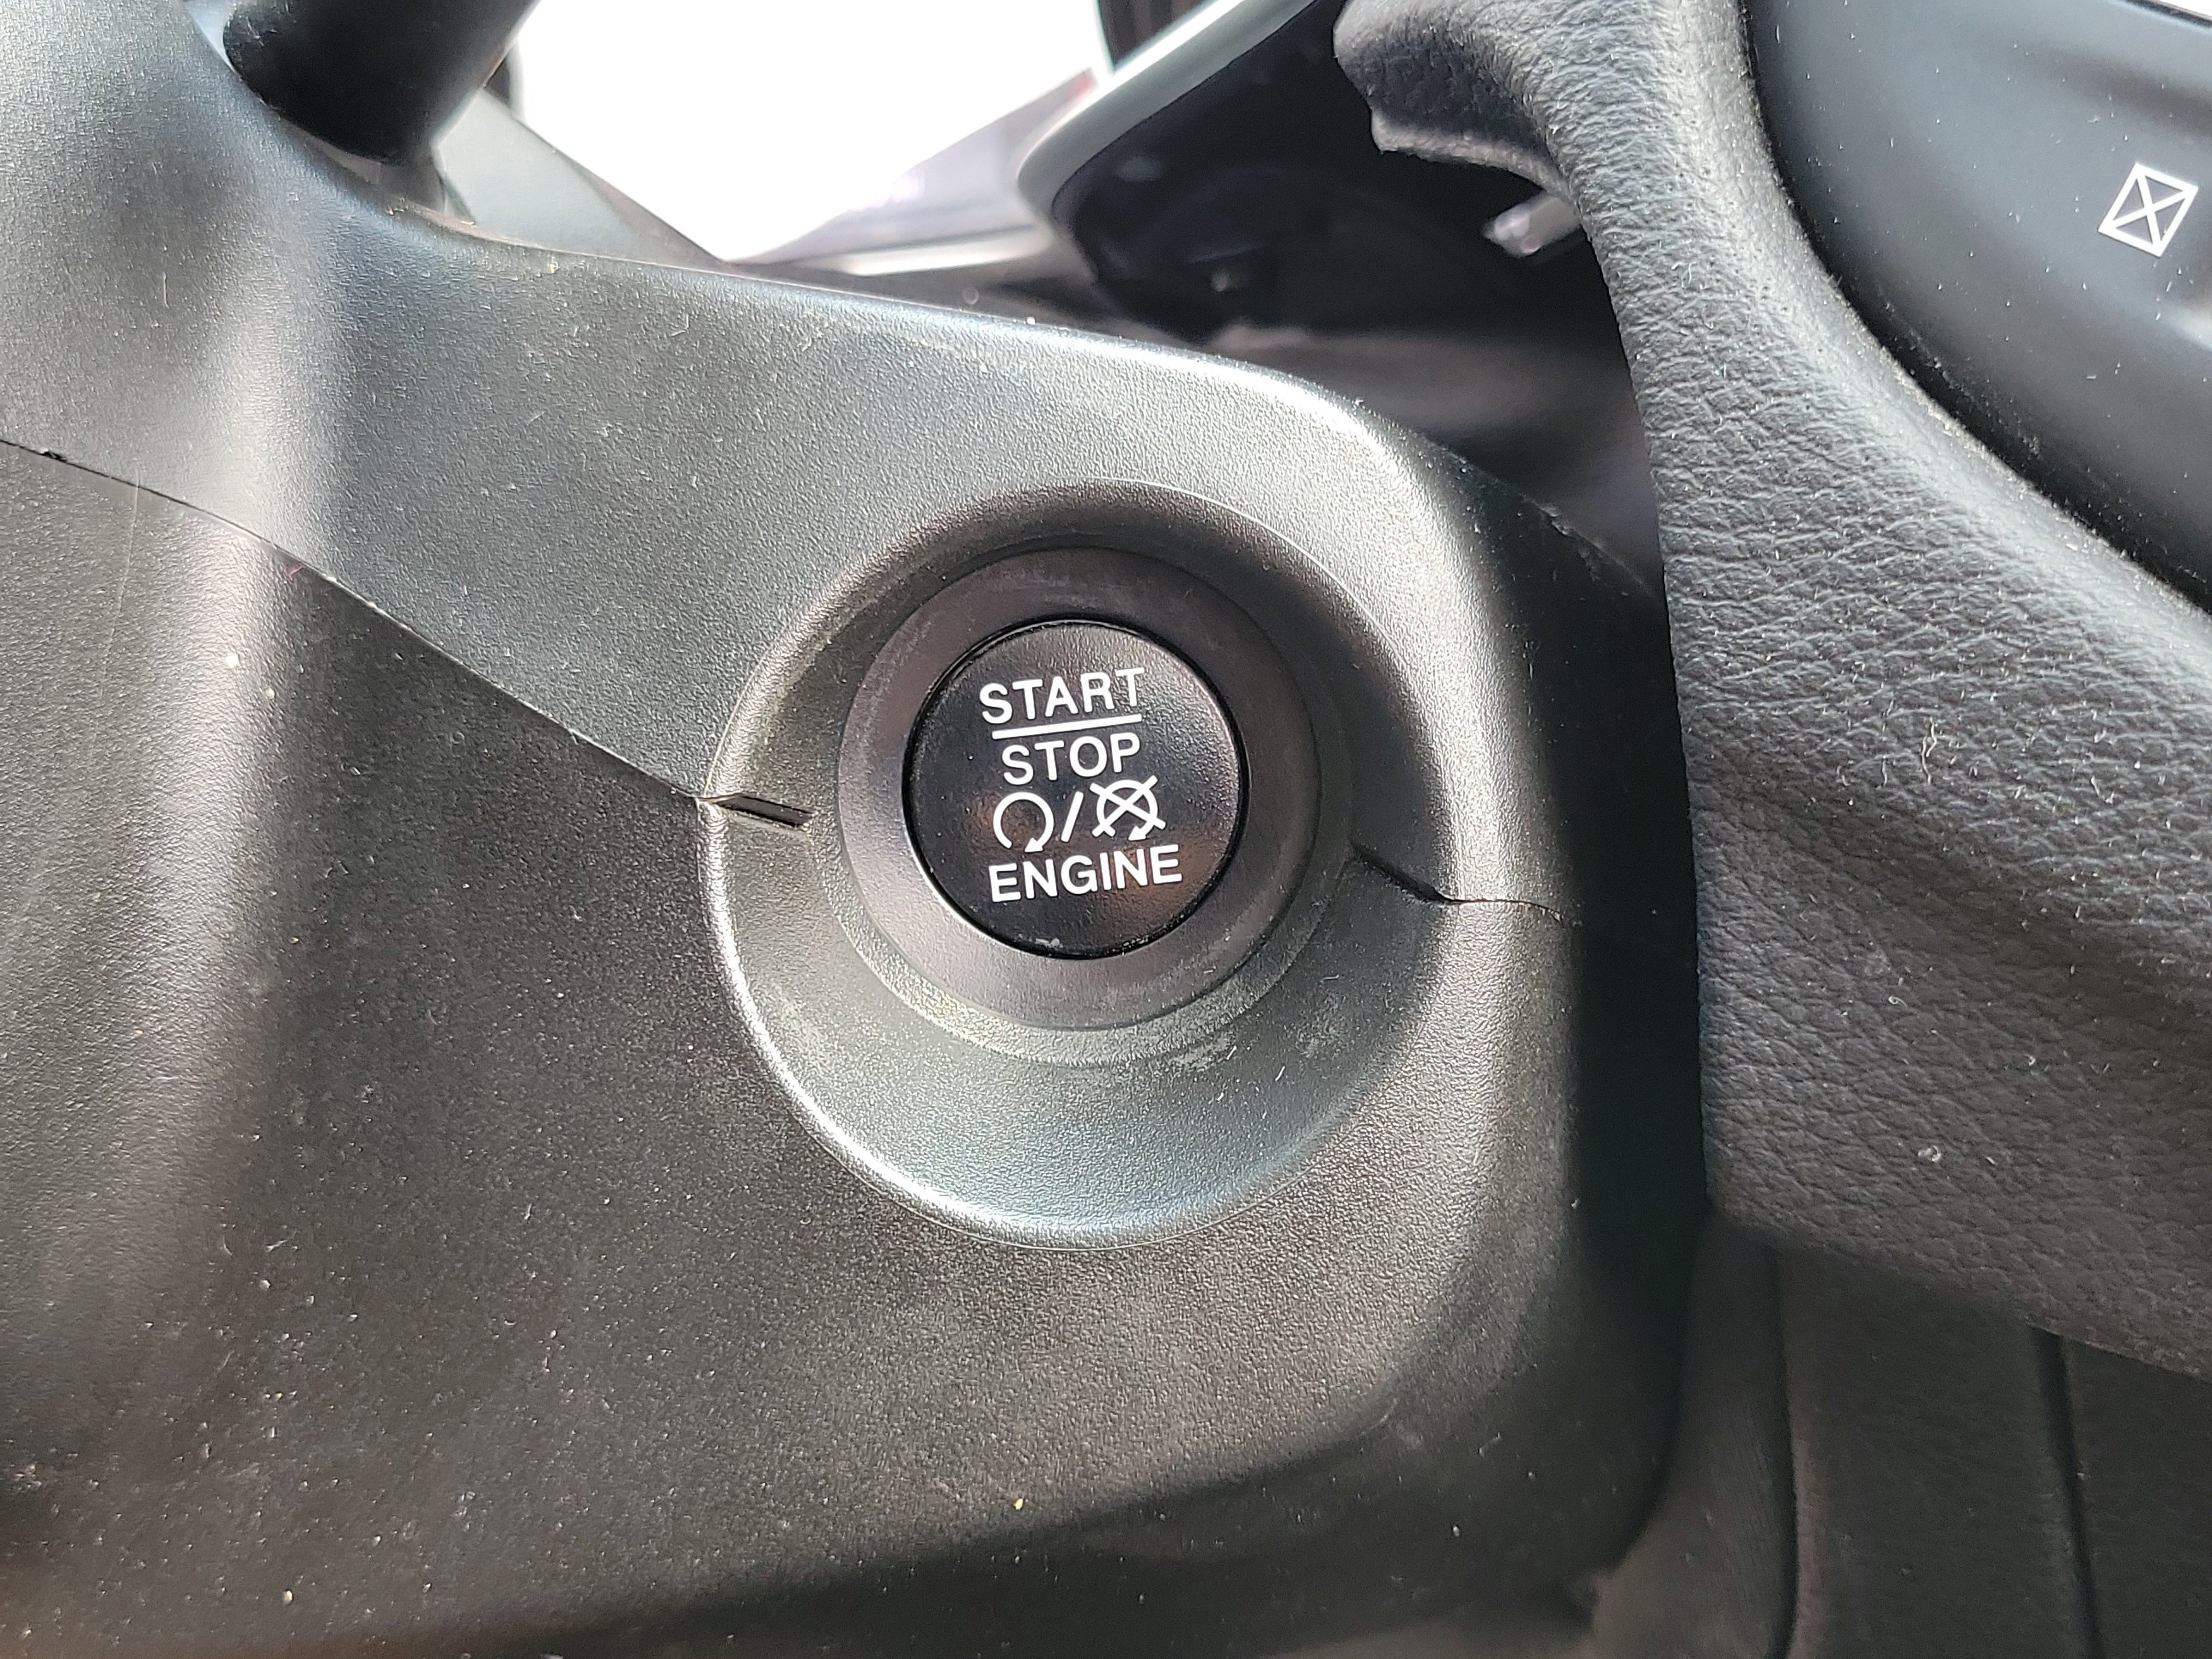 START
STOP
/
ENGINE